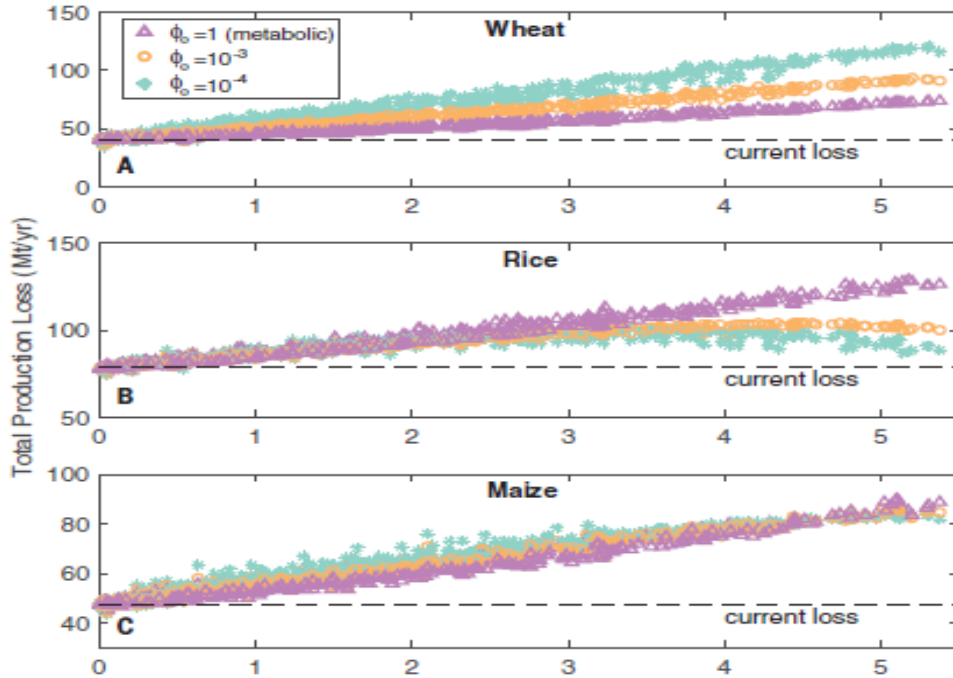 Total Production Loss (Mt/yr)
150
100
50
0
Wheat
ϕo=1 (metabolic)
ϕo=10-3
ϕo=10-4
current loss
A
0 1 2 3 4 5
150
100
50
Rice
current loss
B
0 1 2 3 4 5
100
80
60
40
Maize
current loss
C
0 1 2 3 4 5